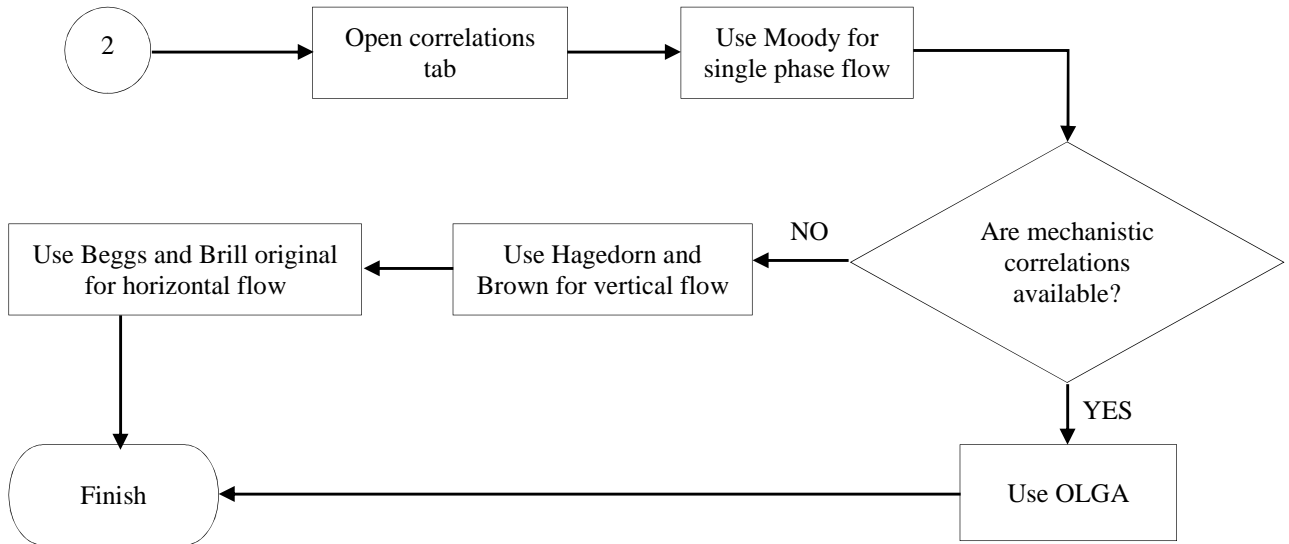 2
Open correlations
tab
Use Moody for
single phase flow
Are mechanistic
correlations
available?
NO
Use Hagedorn and
Brown for vertical flow
Use Beggs and Brill original
for horizontal flow
YES
Use OLGA
Finish